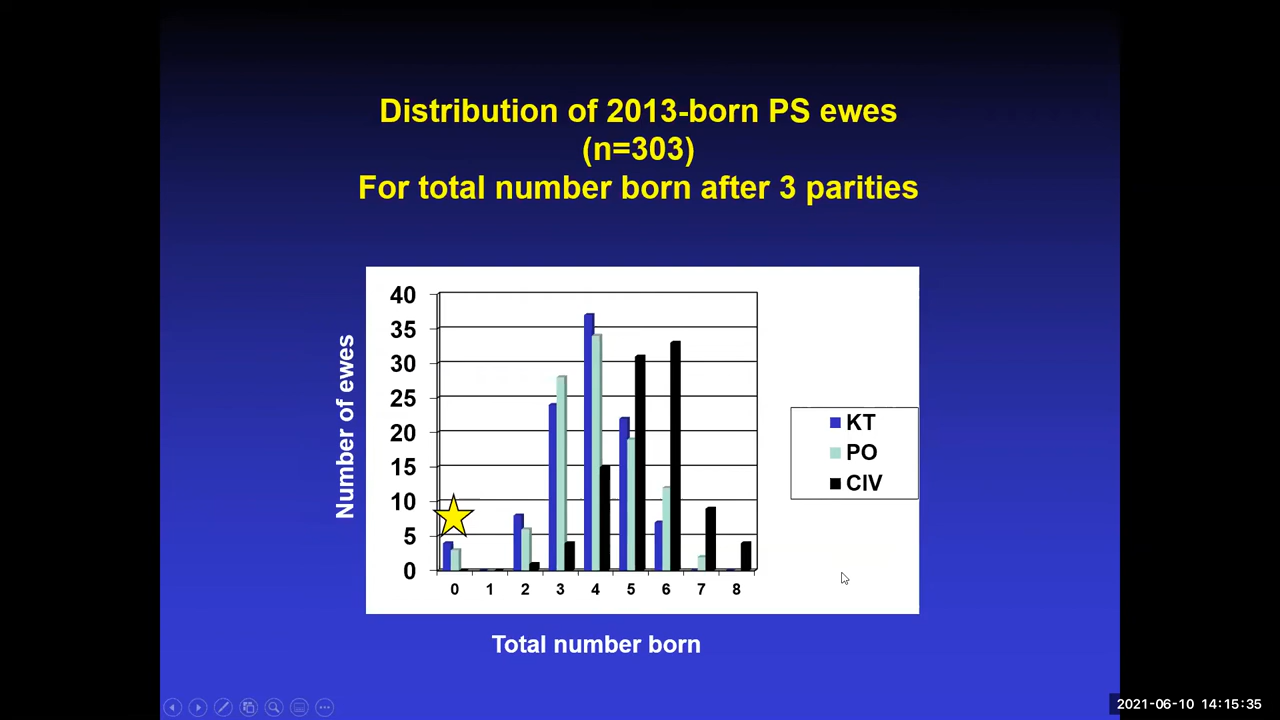 Distribution of 2013-born PS ewes
(n=303)
For total number born after 3 parities
Number of ewes
40
35
30
25
20
15
10
5
0
0 1 2 3 4 5 6 7 8
Total number born
KT
PO
CIV
2021-06-10 14:15:35